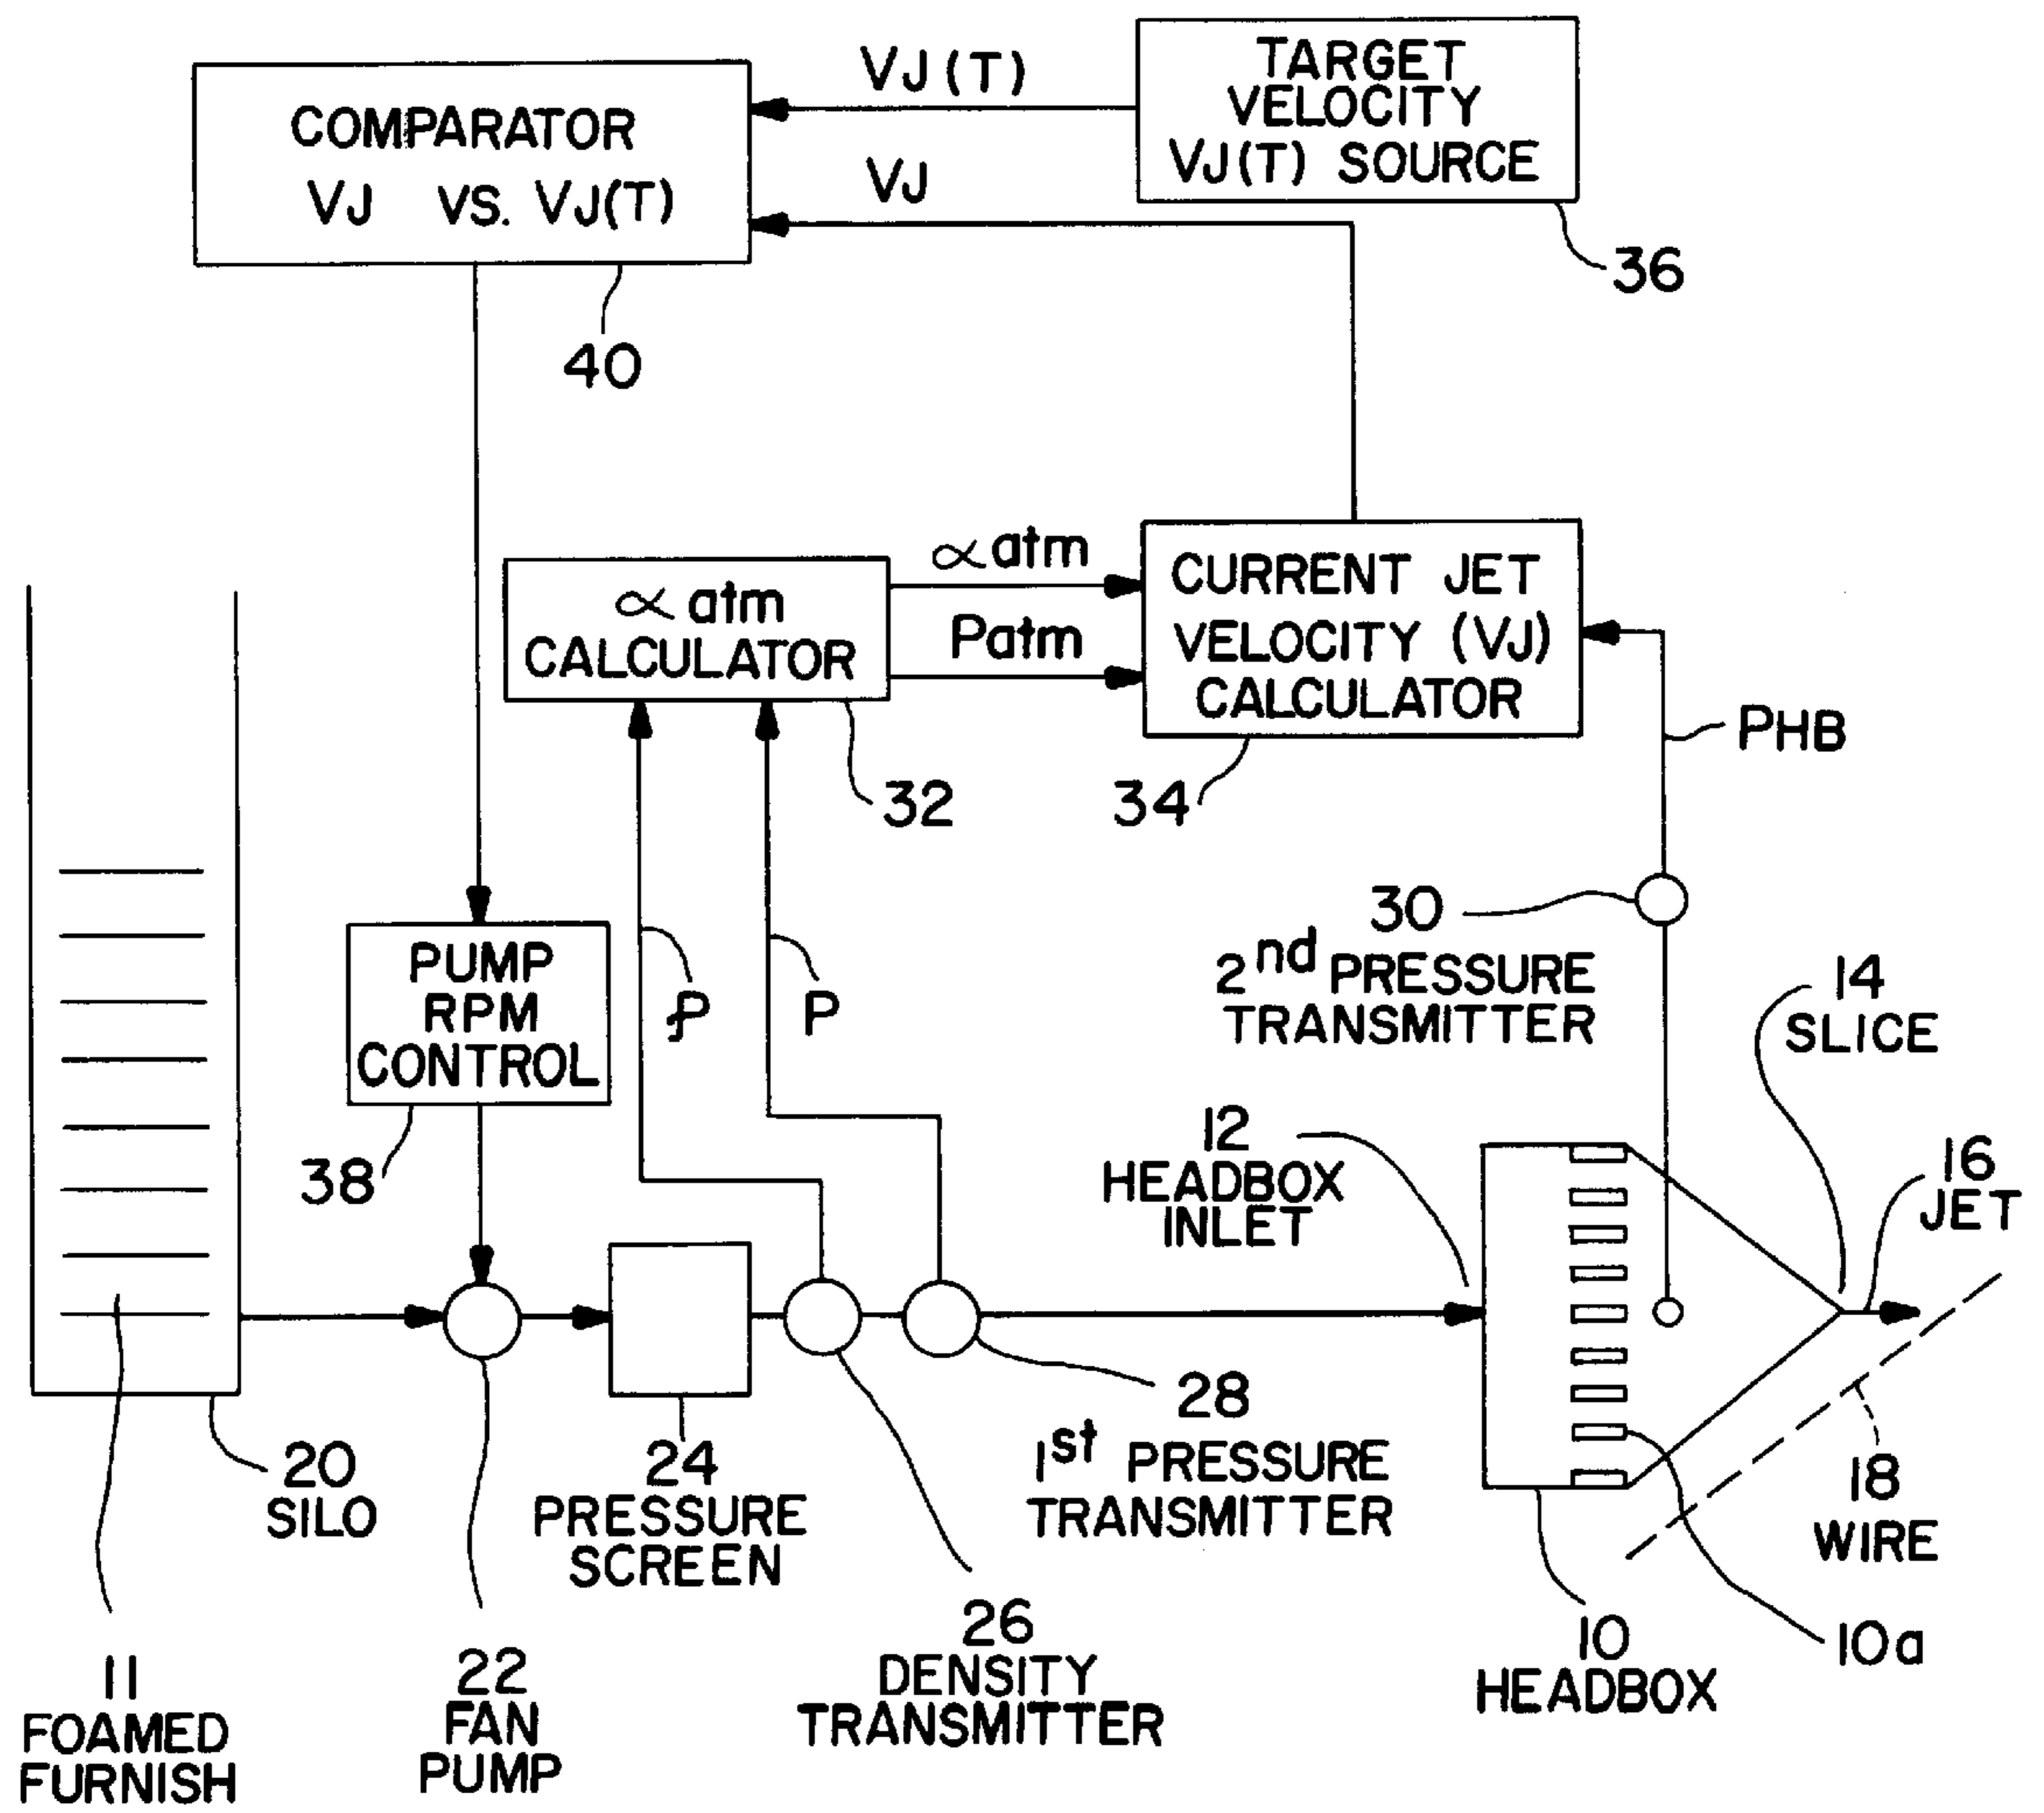 TARGET
VELOCITY
VJ(T) SOURCE
36
VJ(T)
VJ
COMPARATOR
VJ VS. VJ(T)
40
∝ atm
CALCULATOR
32
∝ atm
Patm
CURRENT JET
VELOCITY (VJ)
CALCULATOR
34
PHB
30
2nd PRESSURE
TRANSMITTER
PUMP
RPM
CONTROL
38
ρ
P
14
SLICE
12
HEADBOX
INLET
16
JET
20
SILO
24
PRESSURE
SCREEN
28
1st PRESSURE
TRANSMITTER
18
WIRE
11
FOAMED
FURNISH
22
FAN
PUMP
26
DENSITY
TRANSMITTER
10
HEADBOX
10a